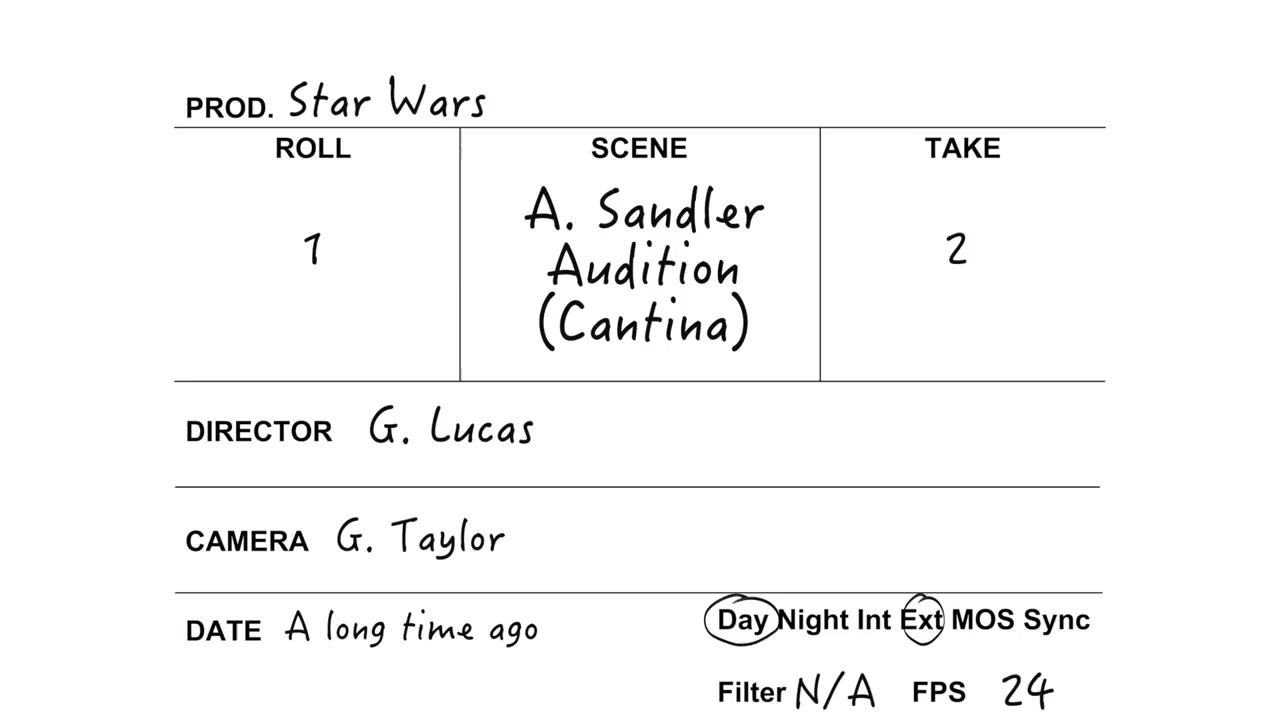 PROD. Star Wars
ROLL SCENE TAKE
1
A. Sandler
Audition
(Cantina)
2
DIRECTOR G. Lucas
CAMERA G. Taylor
DATE A long time ago
Day Night Int Ext MOS Sync
Filter N/A FPS 24